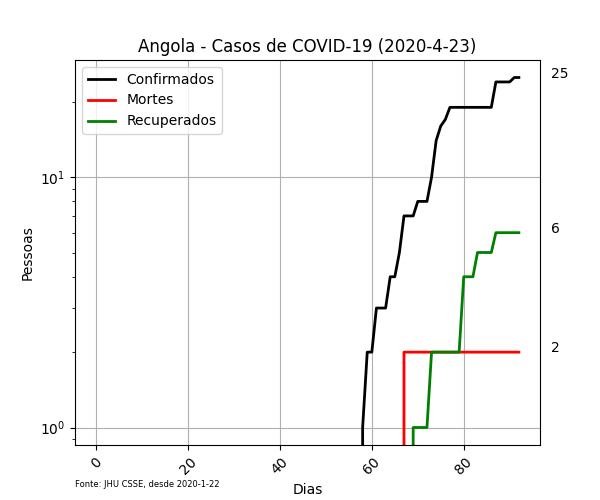 Angola - Casos de COVID-19 (2020-4-23)
Confirmados
Mortes
Recuperados
25
6
2
10¹
10⁰
Pessoas
0
20
40
60
80
Dias
Fonte: JHU CSSE, desde 2020-1-22